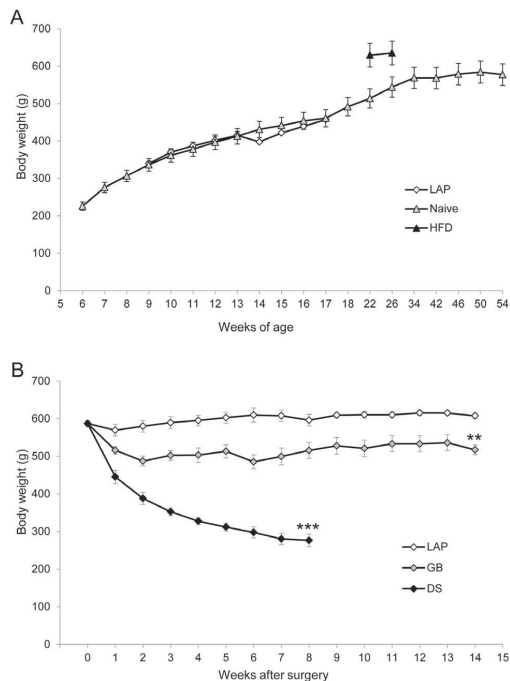 A
700
600
500
400
300
200
100
0
Body weight (g)
LAP
Naive
HFD
5 6 7 8 9 10 11 12 13 14 15 16 17 18 22 26 34 42 46 50 54
Weeks of age
B
700
600
500
400
300
200
100
0
Body weight (g)
**
***
LAP
GB
DS
0 1 2 3 4 5 6 7 8 9 10 11 12 13 14 15
Weeks after surgery